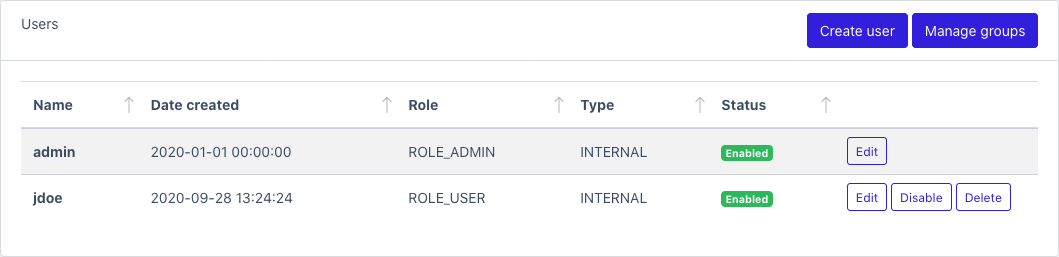 Users
Create user Manage groups
Name Date created Role Type Status
admin 2020-01-01 00:00:00 ROLE_ADMIN INTERNAL Enabled Edit
jdoe 2020-09-28 13:24:24 ROLE_USER INTERNAL Enabled Edit Disable Delete